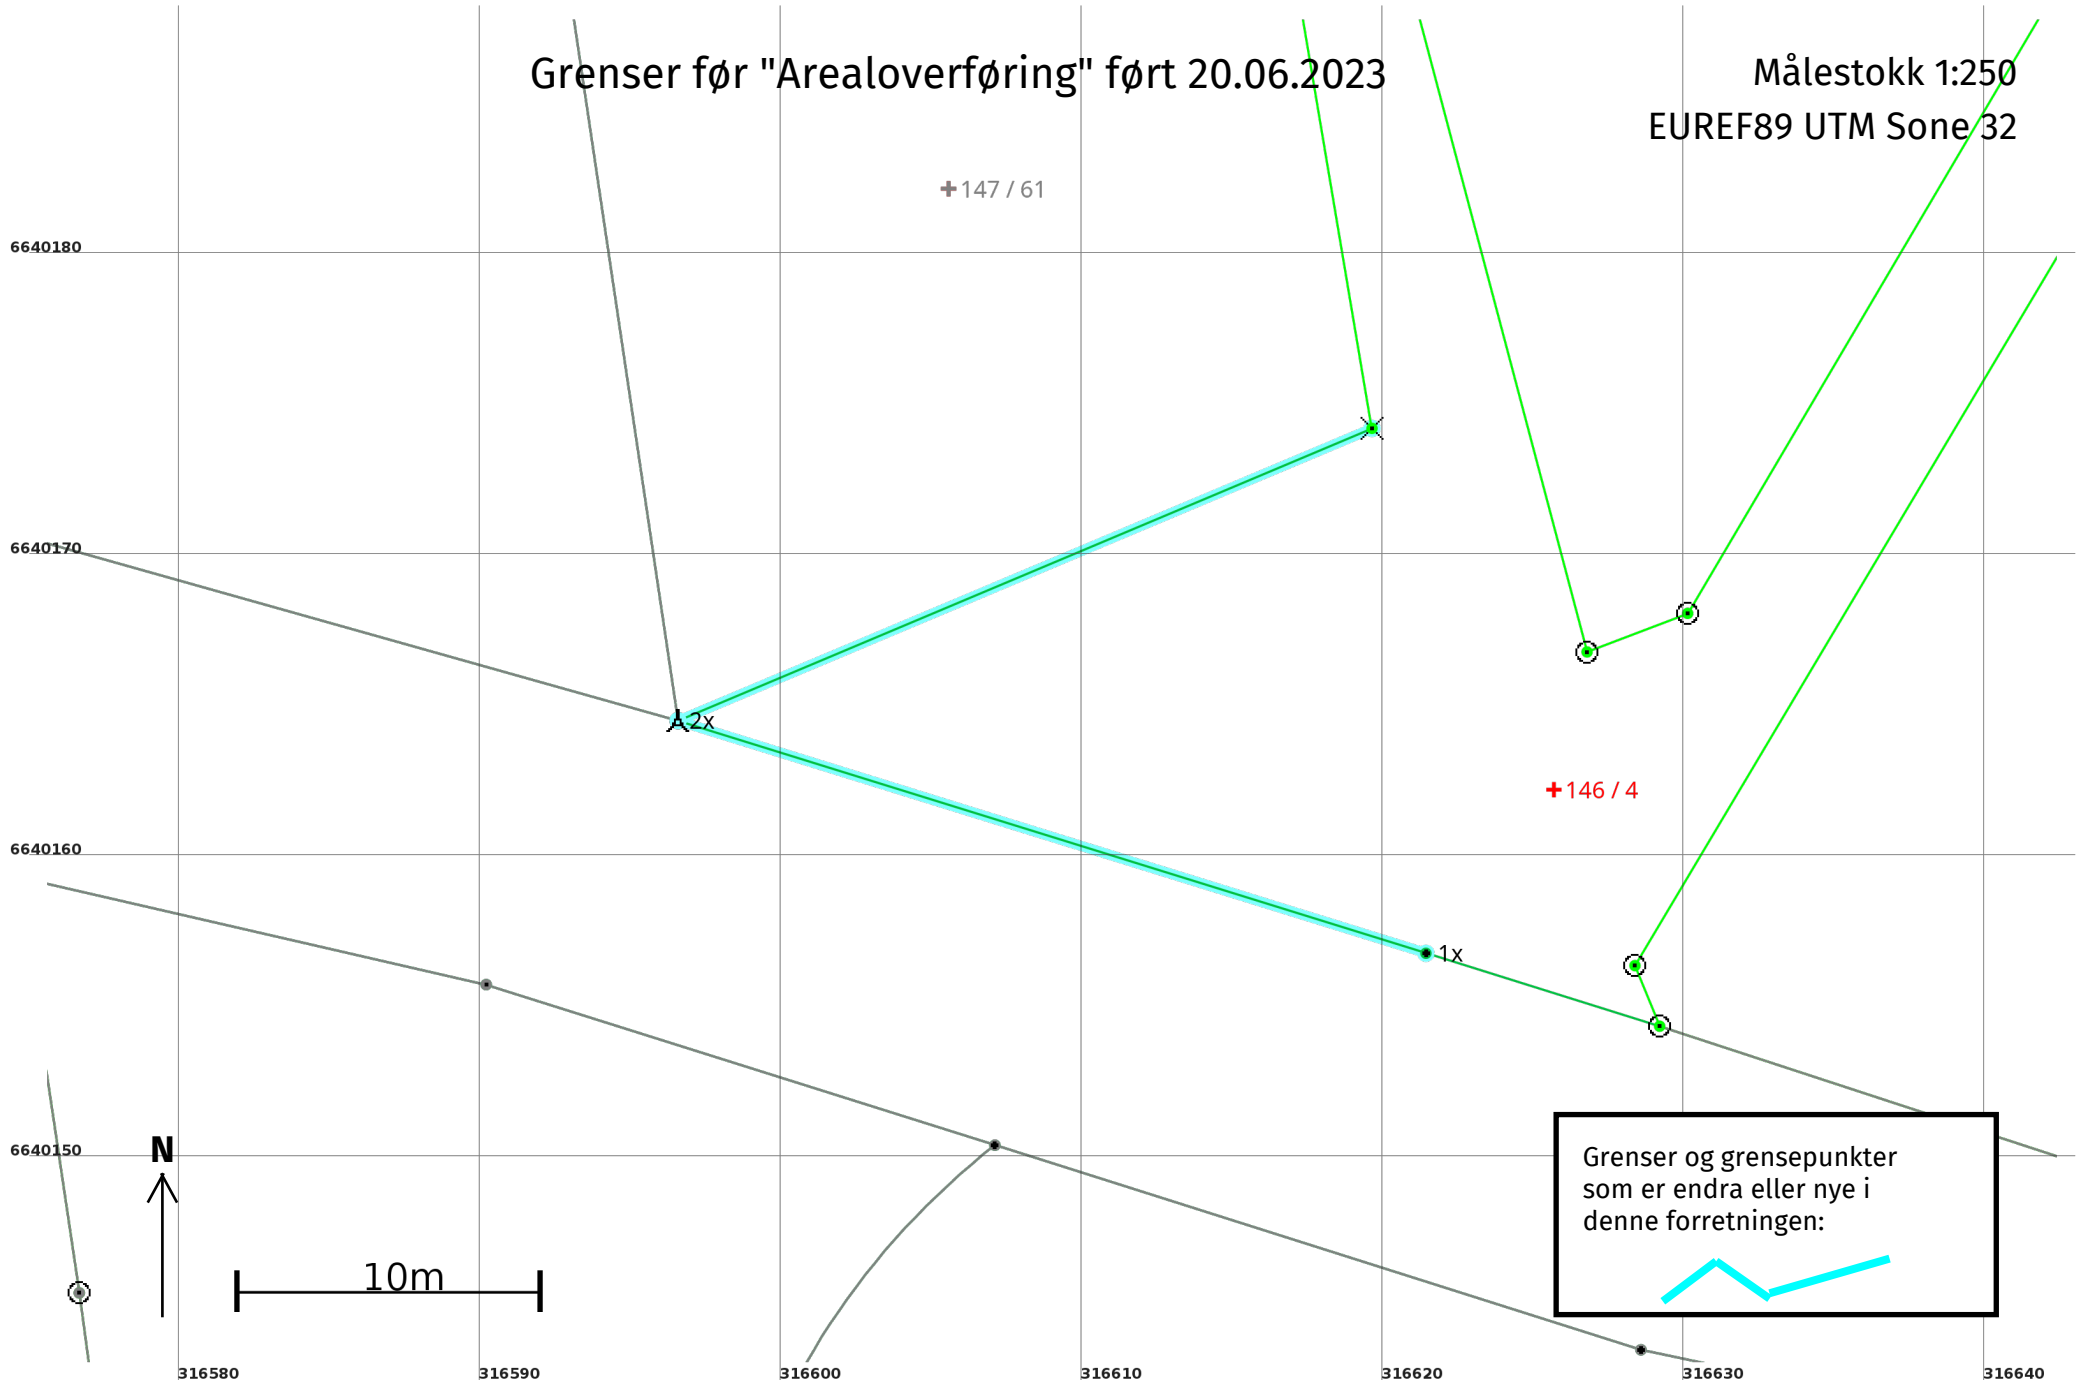 Grenser før "Arealoverføring" ført 20.06.2023
Målestokk 1:250
EUREF89 UTM Sone 32
147 / 61
6640180
6640170
2x
146 / 4
6640160
1x
6640150
N
10m
Grenser og grensepunkter
som er endra eller nye i
denne forretningen:
316580
316590
316600
316610
316620
316630
316640